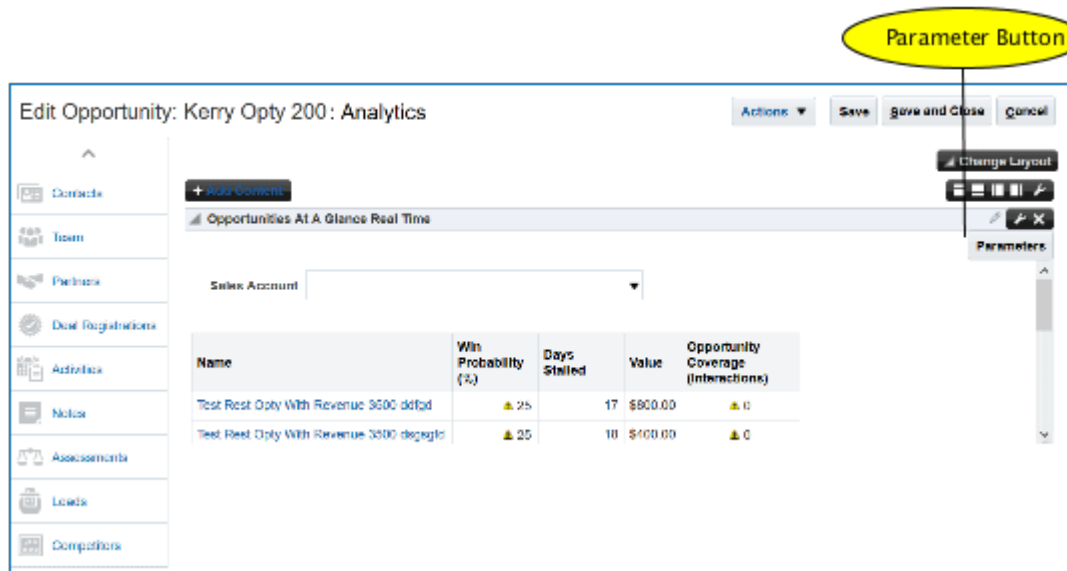 Parameter Button
Edit Opportunity: Kerry Opty 200: Analytics
Actions Save Save and Close Cancel
Change Layout
Contacts
+ Add Content
Opportunities At A Glance Real Time
Team
Parameters
Partners
Sales Account
Deal Registrations
Name Win Probability (%) Days Stalled Value Opportunity Coverage (Interactions)
Activities
Test Rest Opty With Revenue 3600 ddfgd 25 17 $800.00 0
Notes
Test Rest Opty With Revenue 3500 25 18 $400.00 0
Assessments
Leads
Competitors